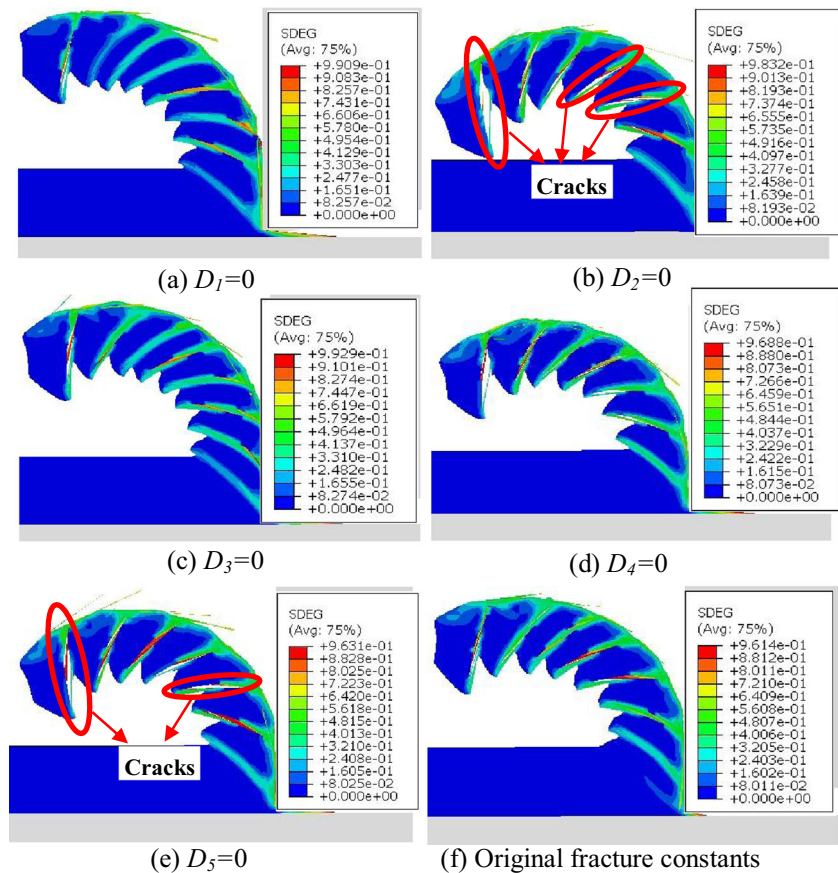 SDEG
(Avg: 75%)
+9.909e-01
+9.083e-01
+8.257e-01
+7.431e-01
+6.606e-01
+5.780e-01
+4.954e-01
+4.129e-01
+3.303e-01
+2.477e-01
+1.651e-01
+8.257e-02
+0.000e+00
(a) D1=0
SDEG
(Avg: 75%)
+9.832e-01
+9.013e-01
+8.193e-01
+7.374e-01
+6.555e-01
+5.735e-01
+4.916e-01
+4.097e-01
+3.277e-01
+2.458e-01
+1.639e-01
+8.193e-02
+0.000e+00
Cracks
(b) D2=0
SDEG
(Avg: 75%)
+9.929e-01
+9.101e-01
+8.274e-01
+7.447e-01
+6.619e-01
+5.792e-01
+4.964e-01
+4.137e-01
+3.310e-01
+2.482e-01
+1.655e-01
+8.274e-02
+0.000e+00
(c) D3=0
SDEG
(Avg: 75%)
+9.688e-01
+8.880e-01
+8.073e-01
+7.266e-01
+6.459e-01
+5.651e-01
+4.844e-01
+4.037e-01
+3.229e-01
+2.422e-01
+1.615e-01
+8.073e-02
+0.000e+00
(d) D4=0
SDEG
(Avg: 75%)
+9.631e-01
+8.828e-01
+8.025e-01
+7.223e-01
+6.420e-01
+5.618e-01
+4.815e-01
+4.013e-01
+3.210e-01
+2.408e-01
+1.605e-01
+8.025e-02
+0.000e+00
Cracks
(e) D5=0
SDEG
(Avg: 75%)
+9.614e-01
+8.812e-01
+8.011e-01
+7.210e-01
+6.409e-01
+5.608e-01
+4.807e-01
+4.006e-01
+3.205e-01
+2.403e-01
+1.602e-01
+8.011e-02
+0.000e+00
(f) Original fracture constants